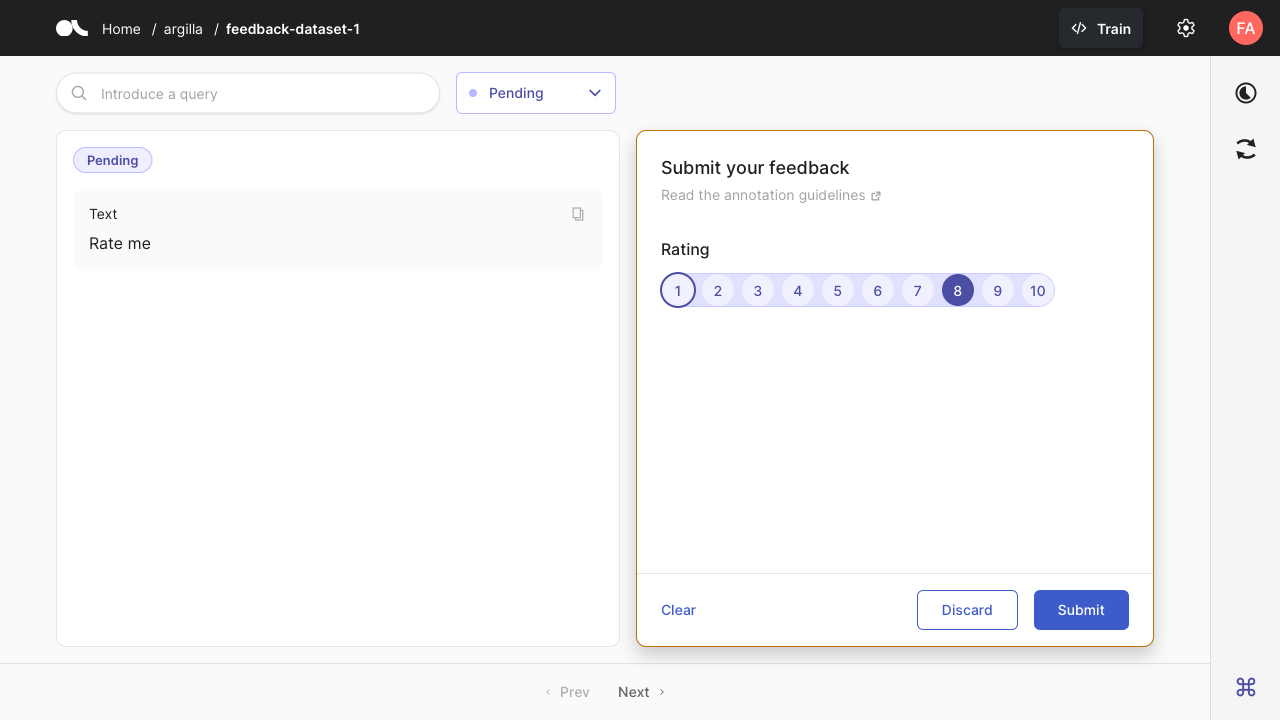 Home / argilla / feedback-dataset-1
Train
FA
Introduce a query
Pending
Pending
Text
Rate me
Submit your feedback
Read the annotation guidelines
Rating
1 2 3 4 5 6 7 8 9 10
Clear
Discard
Submit
Prev
Next